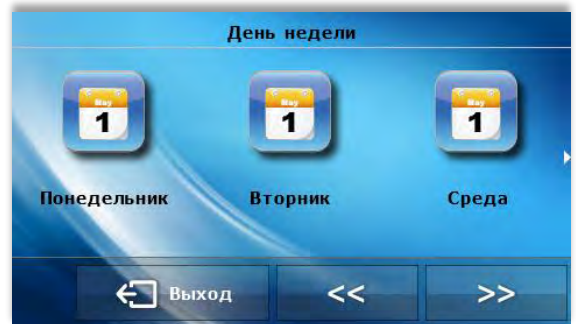 День недели
May May May
1 1 1
Понедельник Вторник Среда
Выход << >>